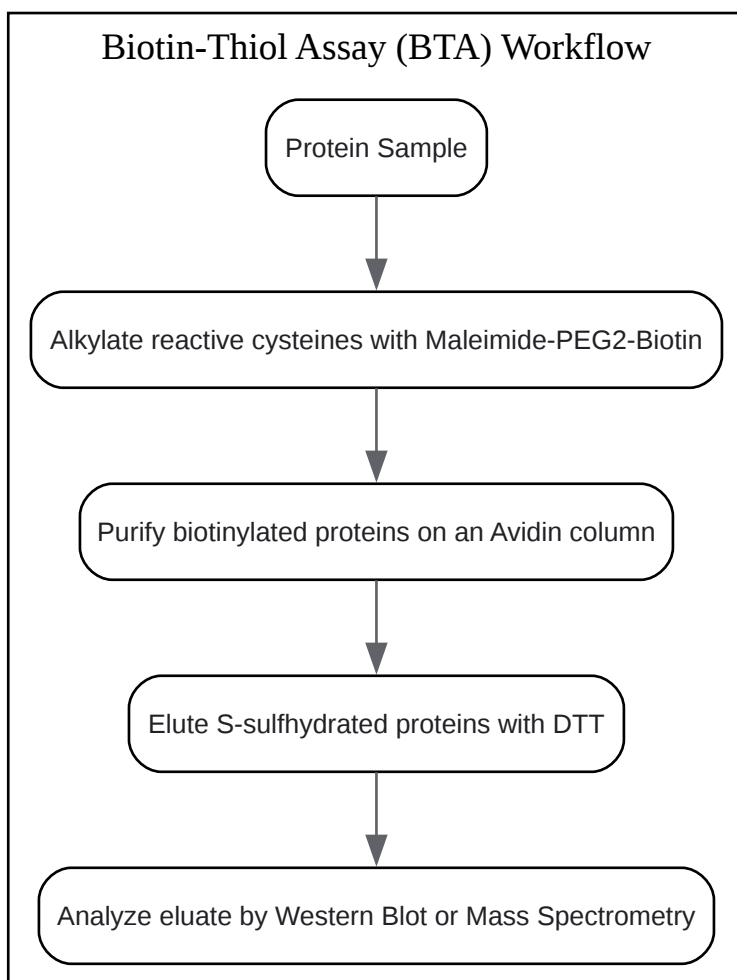 Biotin-Thiol Assay (BTA) Workflow
Protein Sample
Alkylate reactive cysteines with Maleimide-PEG2-Biotin
Purify biotinylated proteins on an Avidin column
Elute S-sulfhydrated proteins with DTT
Analyze eluate by Western Blot or Mass Spectrometry